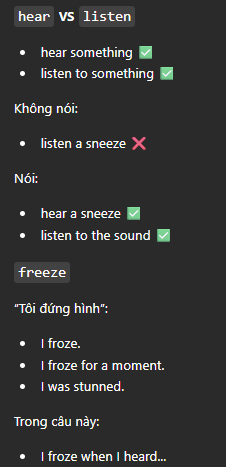 hear vs listen
• hear something ✅
• listen to something ✅
Không nói:
• listen a sneeze ❌
Nói:
• hear a sneeze ✅
• listen to the sound ✅
freeze
“Tôi đứng hình”:
• I froze.
• I froze for a moment.
• I was stunned.
Trong câu này:
• I froze when I heard...